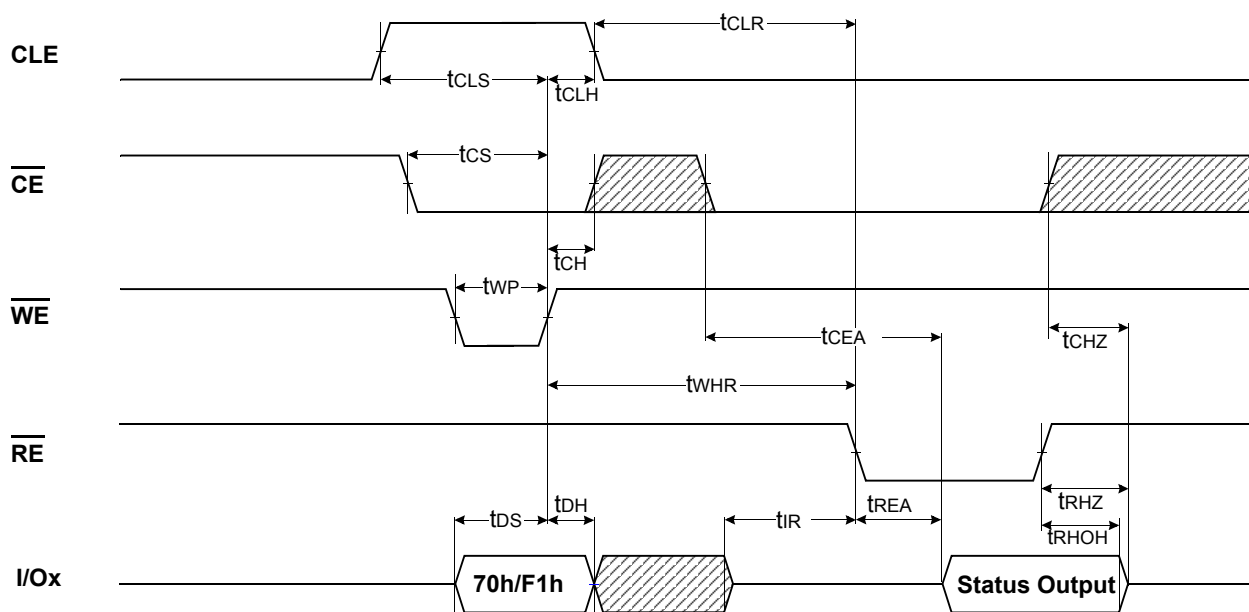 tCLR
CLE
tCLS
tCLH
tCS
CE
tCH
tWP
WE
tCEA
tCHZ
tWHR
RE
tDH
tREA
tRHZ
tDS
tIR
tRHOH
I/Ox
70h/F1h
Status Output